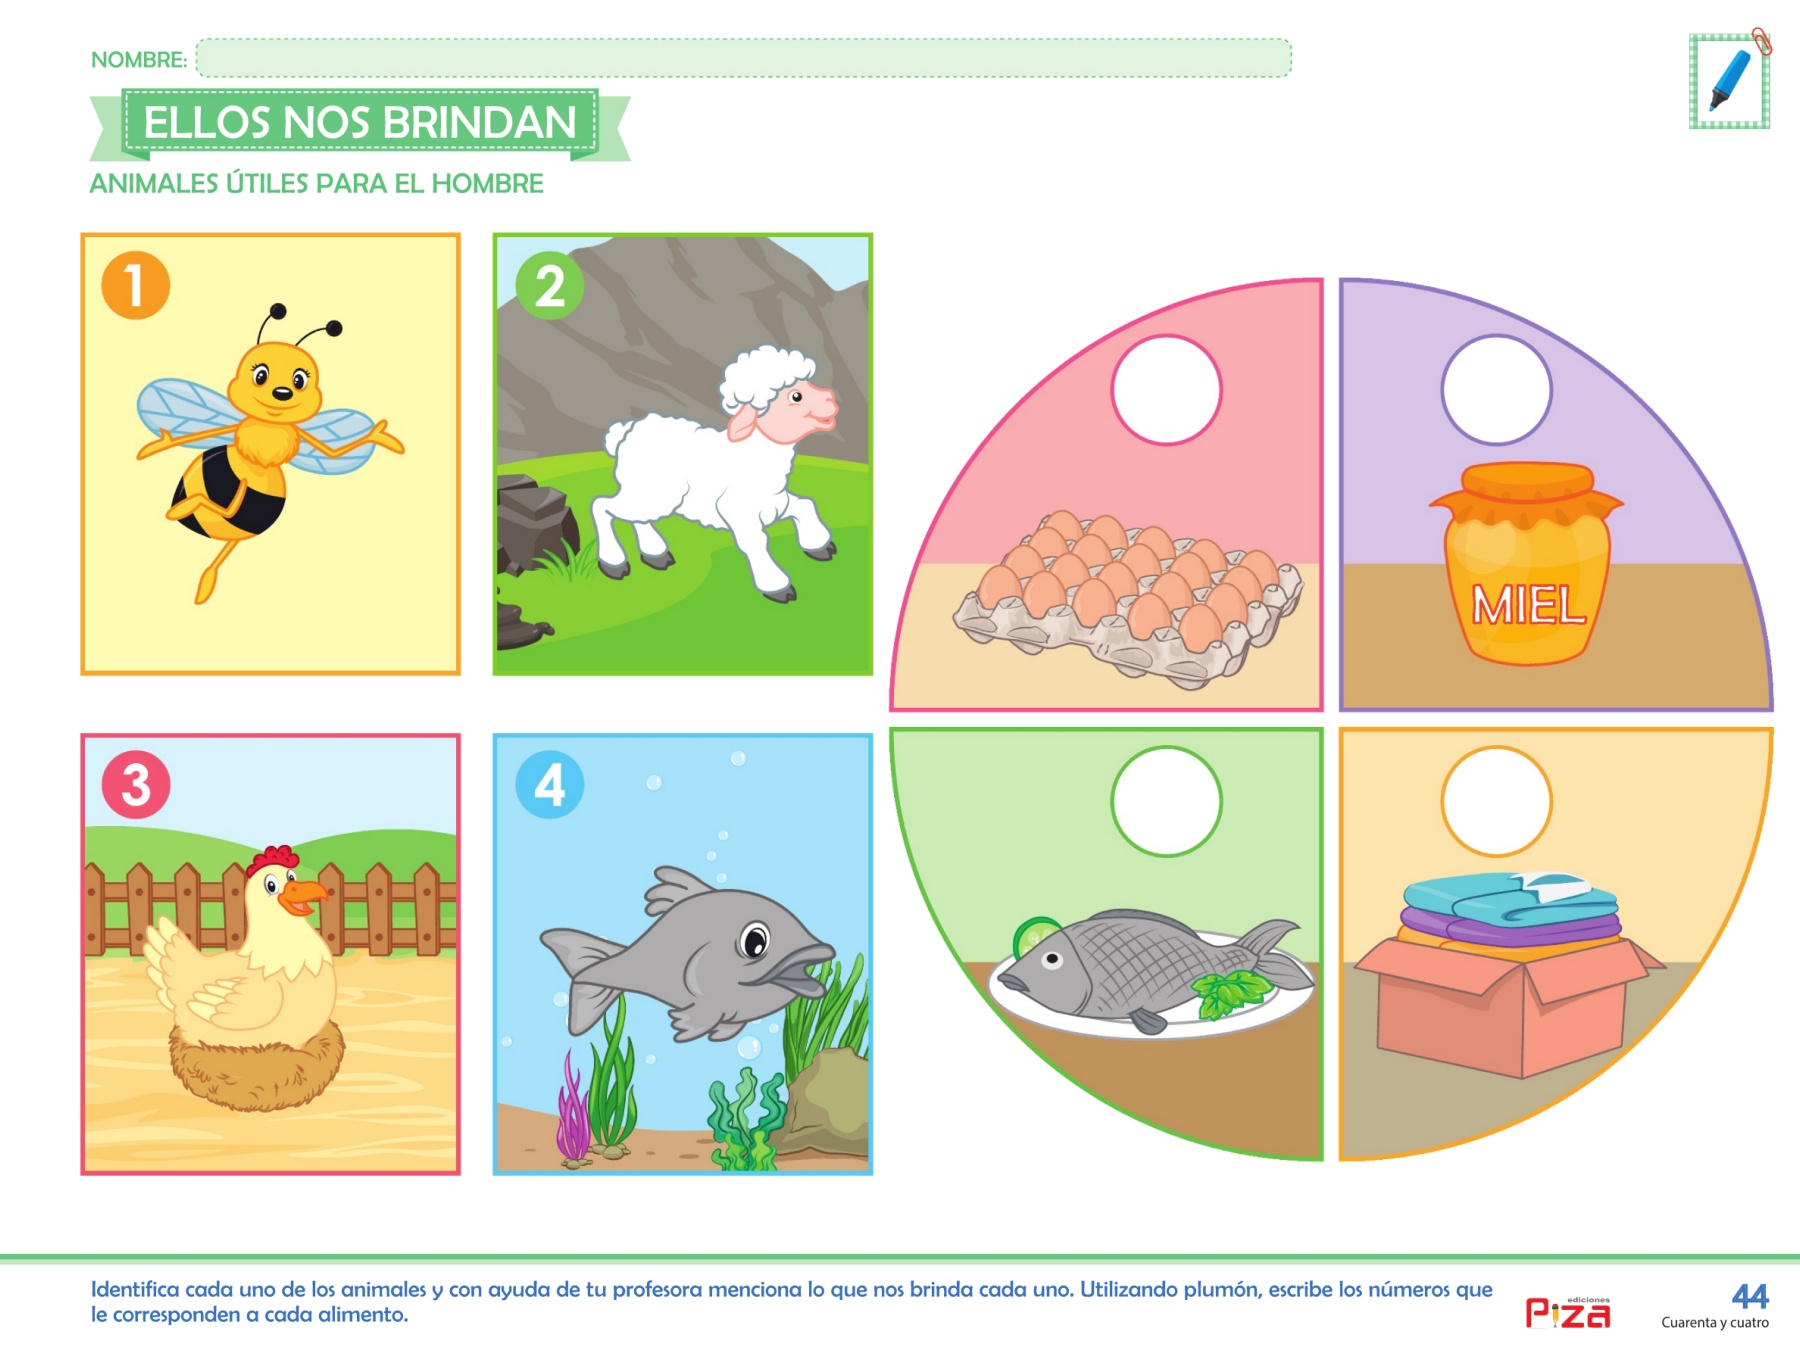 NOMBRE:
ELLOS NOS BRINDAN
ANIMALES ÚTILES PARA EL HOMBRE
1
2
MIEL
3
4
Identifica cada uno de los animales y con ayuda de tu profesora menciona lo que nos brinda cada uno. Utilizando plumón, escribe los números que
le corresponden a cada alimento.
ediciones
Piza
44
Cuarenta y cuatro